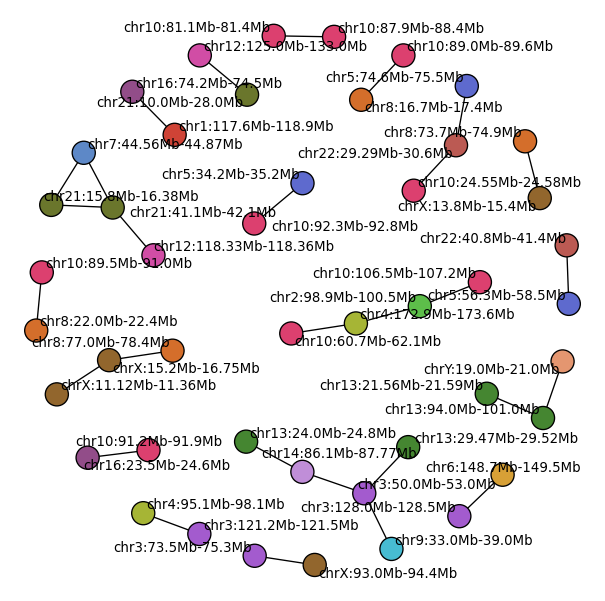 chr10:81.1Mb-81.4Mb
chr10:87.9Mb-88.4Mb
chr12:125.0Mb-133.0Mb
chr10:89.0Mb-89.6Mb
chr16:74.2Mb-74.5Mb
chr5:74.6Mb-75.5Mb
chr21:10.0Mb-28.0Mb
chr8:16.7Mb-17.4Mb
chr1:117.6Mb-118.9Mb
chr8:73.7Mb-74.9Mb
chr7:44.56Mb-44.87Mb
chr22:29.29Mb-30.6Mb
chr5:34.2Mb-35.2Mb
chr10:24.55Mb-24.58Mb
chr21:15.8Mb-16.38Mb
chrX:13.8Mb-15.4Mb
chr21:41.1Mb-42.1Mb
chr10:92.3Mb-92.8Mb
chr22:40.8Mb-41.4Mb
chr12:118.33Mb-118.36Mb
chr10:89.5Mb-91.0Mb
chr10:106.5Mb-107.2Mb
chr2:98.9Mb-100.5Mb
chr5:56.3Mb-58.5Mb
chr4:172.9Mb-173.6Mb
chr8:22.0Mb-22.4Mb
chr8:77.0Mb-78.4Mb
chr10:60.7Mb-62.1Mb
chrX:15.2Mb-16.75Mb
chrY:19.0Mb-21.0Mb
chrX:11.12Mb-11.36Mb
chr13:21.56Mb-21.59Mb
chr13:94.0Mb-101.0Mb
chr10:91.2Mb-91.9Mb
chr13:24.0Mb-24.8Mb
chr13:29.47Mb-29.52Mb
chr14:86.1Mb-87.77Mb
chr16:23.5Mb-24.6Mb
chr6:148.7Mb-149.5Mb
chr3:50.0Mb-53.0Mb
chr4:95.1Mb-98.1Mb
chr3:128.0Mb-128.5Mb
chr3:121.2Mb-121.5Mb
chr9:33.0Mb-39.0Mb
chr3:73.5Mb-75.3Mb
chrX:93.0Mb-94.4Mb